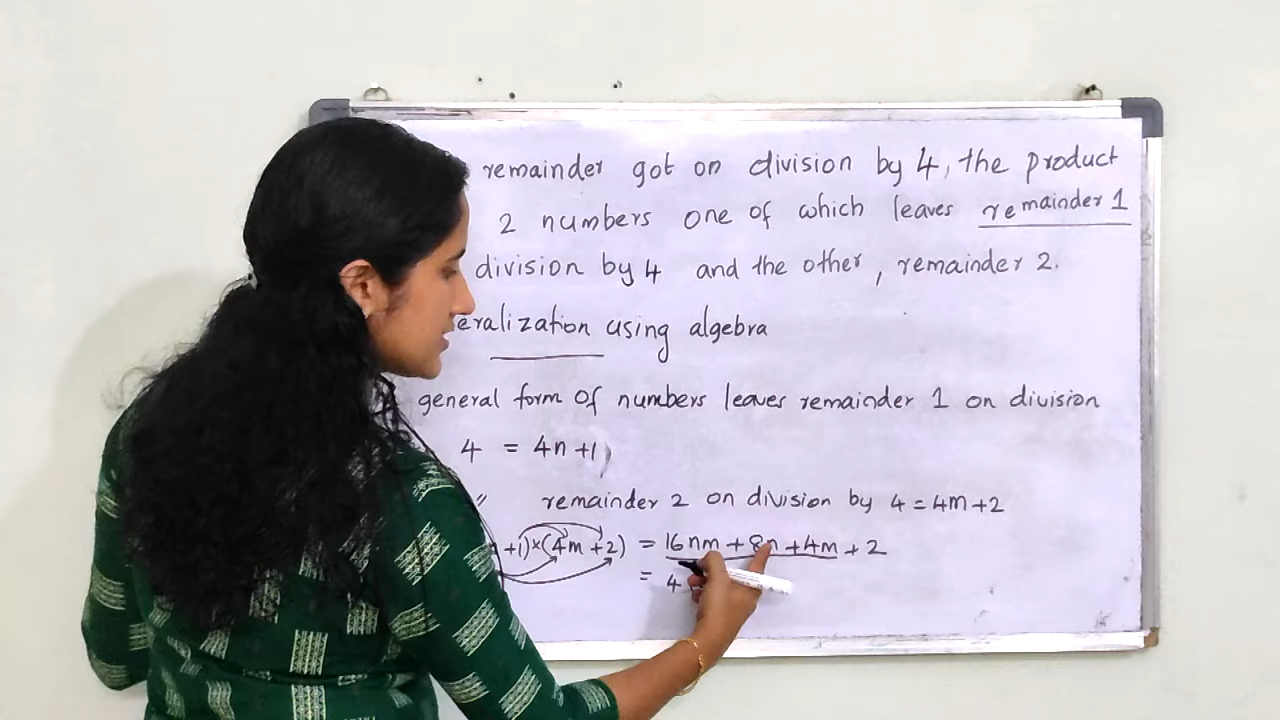 remainder got on division by 4, the product
2 numbers one of which leaves remainder 1
division by 4 and the other, remainder 2.
eralization using algebra
general form of numbers leaves remainder 1 on division
4 = 4n+1,
" remainder 2 on division by 4 = 4m+2
+1)×(4m+2) = 16nm + 8n + 4m + 2
= 4